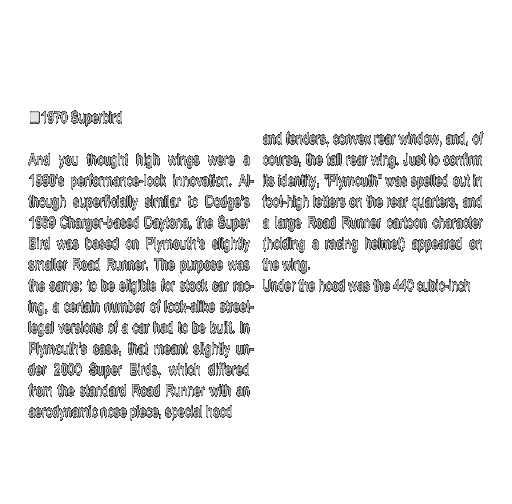 ■1970 Superbird
And you thought high wings were a
1990's performance-look innovation. Al-
though superficially similar to Dodge's
1969 Charger-based Daytona, the Super
Bird was based on Plymouth's slightly
smaller Road Runner. The purpose was
the same: to be eligible for stock car rac-
ing, a certain number of look-alike street-
legal versions of a car had to be built. In
Plymouth's case, that meant slightly un-
der 2000 Super Birds, which differed
from the standard Road Runner with an
aerodynamic nose piece, special hood
and fenders, convex rear window, and, of
course, the tall rear wing. Just to confirm
its identity, "Plymouth" was spelled out in
foot-high letters on the rear quarters, and
a large Road Runner cartoon character
(holding a racing helmet) appeared on
the wing.
Under the hood was the 440 cubic-inch